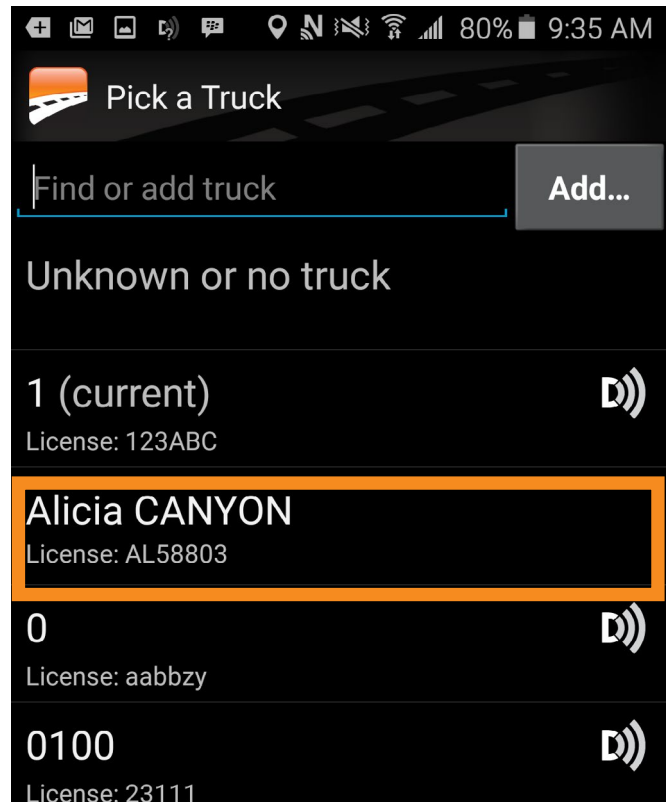 80% 9:35 AM
Pick a Truck
Find or add truck
Add...
Unknown or no truck
1 (current)
License: 123ABC
Alicia CANYON
License: AL58803
0
License: aabbzy
0100
License: 23111